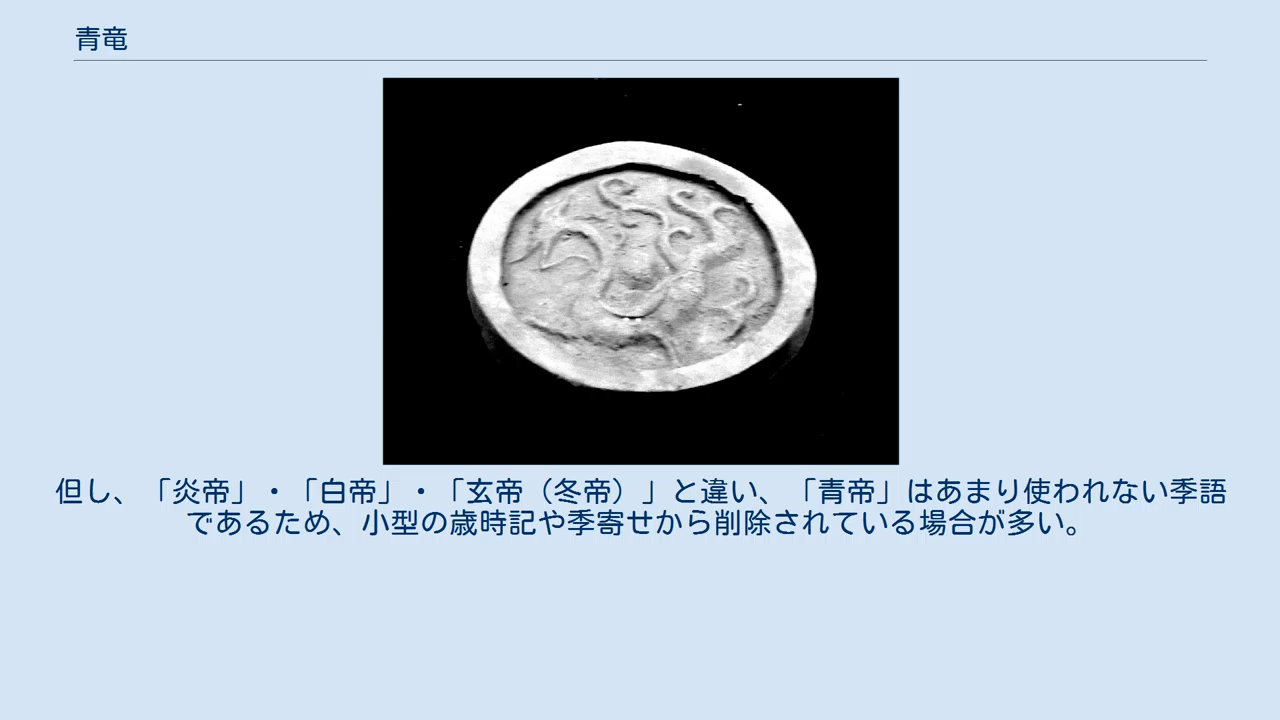 青竜
但し、「炎帝」・「白帝」・「玄帝（冬帝）」と違い、「青帝」はあまり使われない季語
であるため、小型の歳時記や季寄せから削除されている場合が多い。